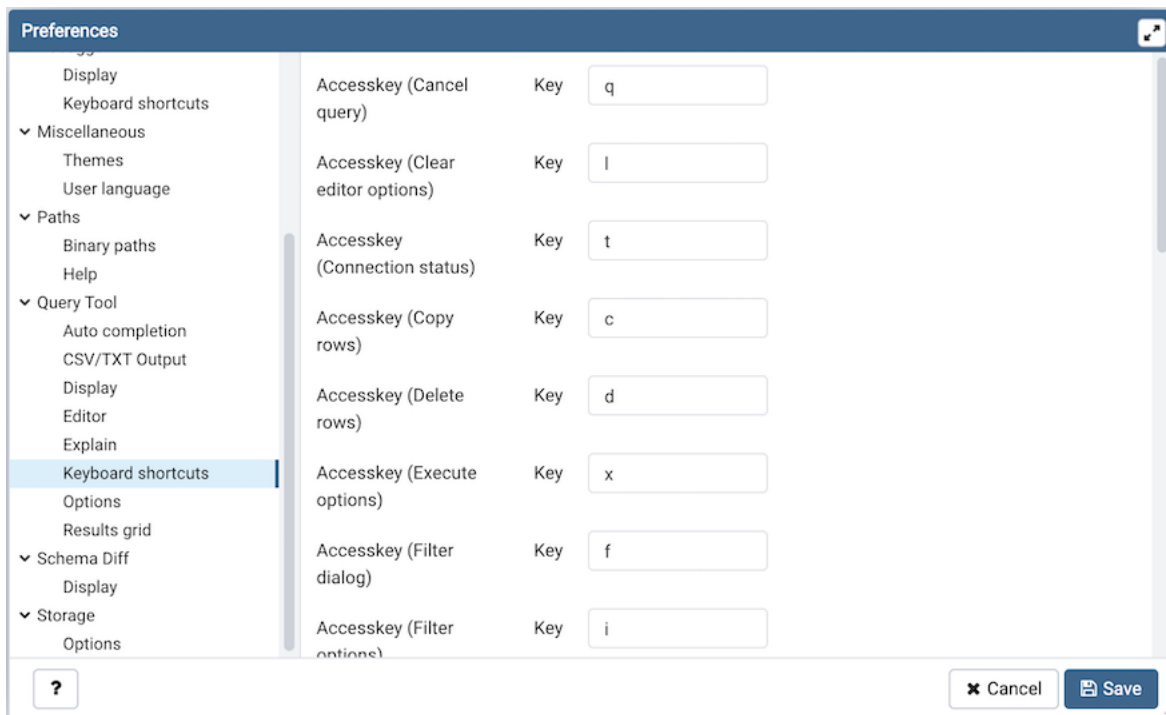 Preferences
Display
Keyboard shortcuts
Miscellaneous
Themes
User language
Paths
Binary paths
Help
Query Tool
Auto completion
CSV/TXT Output
Display
Editor
Explain
Keyboard shortcuts
Options
Results grid
Schema Diff
Display
Storage
Options
Accesskey (Cancel Key q
query)
Accesskey (Clear Key l
editor options)
Accesskey Key t
(Connection status)
Accesskey (Copy Key c
rows)
Accesskey (Delete Key d
rows)
Accesskey (Execute Key x
options)
Accesskey (Filter Key f
dialog)
Accesskey (Filter Key i
options)
? Cancel Save